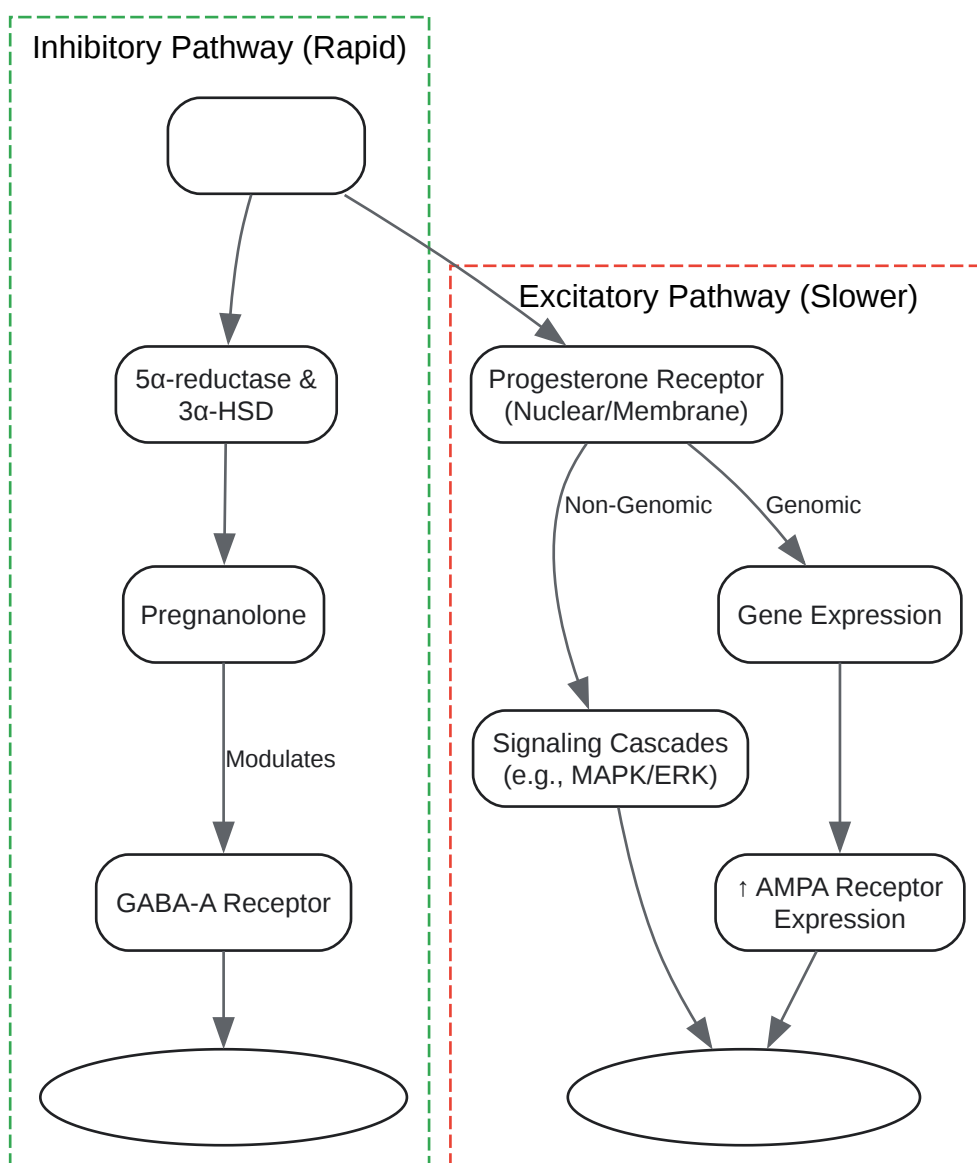 Inhibitory Pathway (Rapid)
Excitatory Pathway (Slower)
5α-reductase &
3α-HSD
Progesterone Receptor
(Nuclear/Membrane)
Non-Genomic
Genomic
Pregnanolone
Gene Expression
Signaling Cascades
(e.g., MAPK/ERK)
Modulates
GABA-A Receptor
↑ AMPA Receptor
Expression